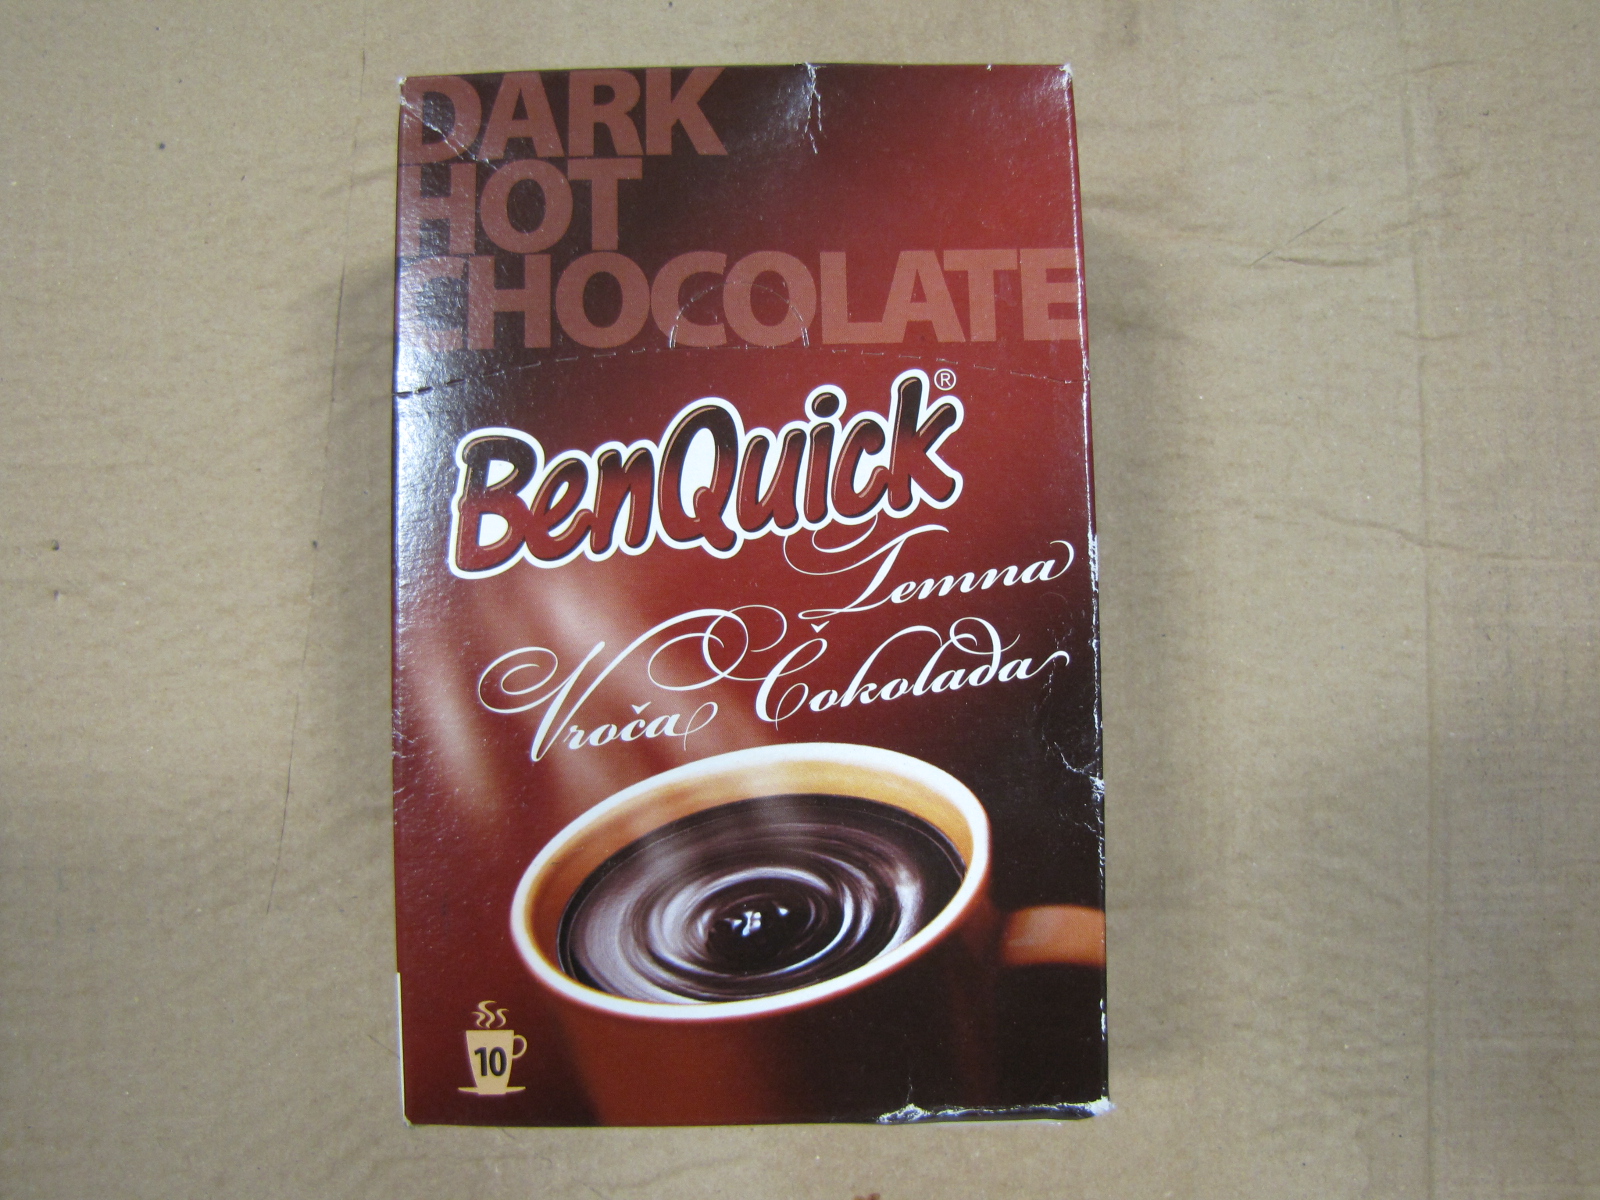 DARK
HOT
CHOCOLATE
BenQuick®
Temna
Vroča Čokolada
10